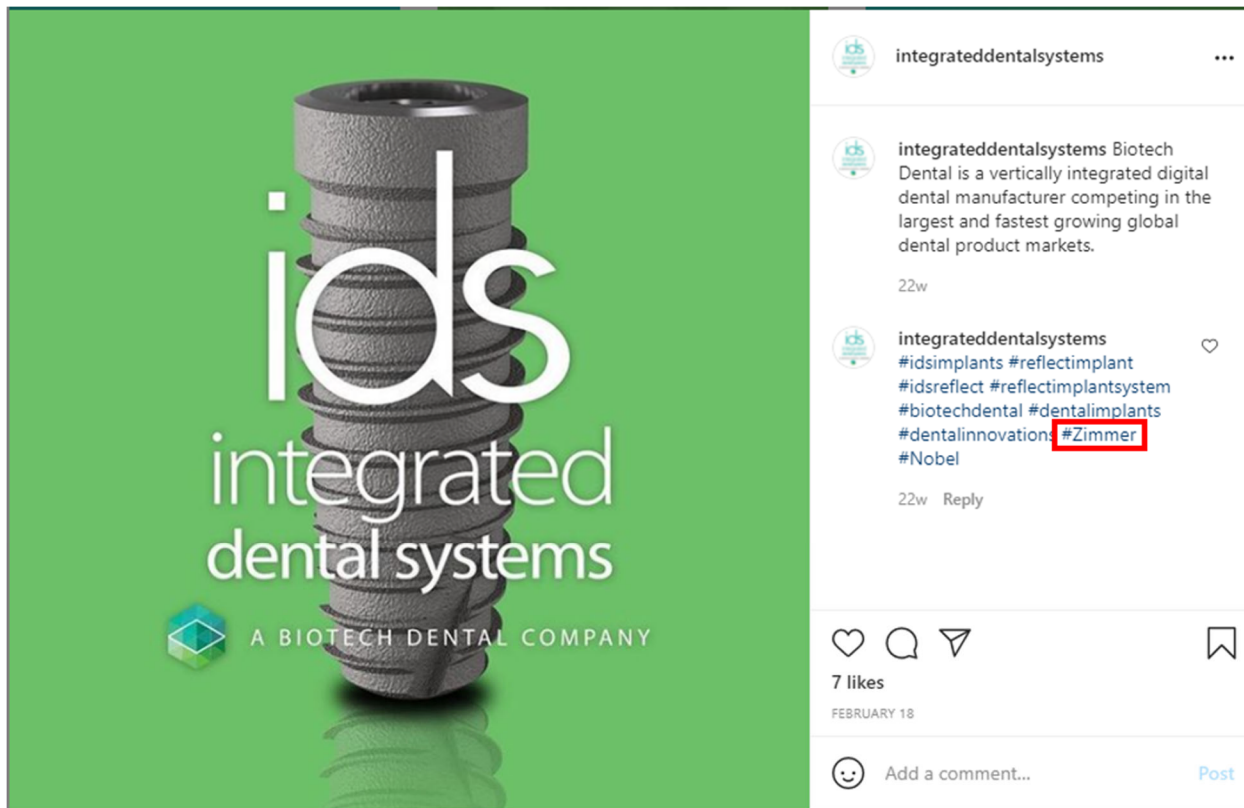 ids
integrated
dental systems
A BIOTECH DENTAL COMPANY
integrateddentalsystems
integrateddentalsystems Biotech
Dental is a vertically integrated digital
dental manufacturer competing in the
largest and fastest growing global
dental product markets.
22w
integrateddentalsystems
#idsimplants #reflectimplant
#idsreflect #reflectimplantsystem
#biotechdental #dentalimplants
#dentalinnovations #Zimmer
#Nobel
22w Reply
7 likes
FEBRUARY 18
Add a comment... Post